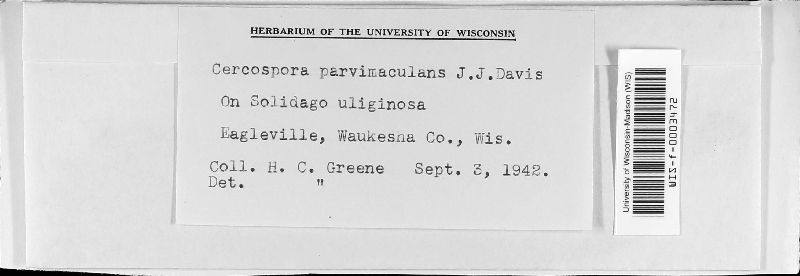 HERBARIUM OF THE UNIVERSITY OF WISCONSIN
Cercospora parvimaculans J.J.Davis
On Solidago uliginosa
Eagleville, Waukesha Co., Wis.
Coll. H. C. Greene Sept. 3, 1942.
Det. "
University of Wisconsin-Madison (WIS)
WIZ-f-0003472